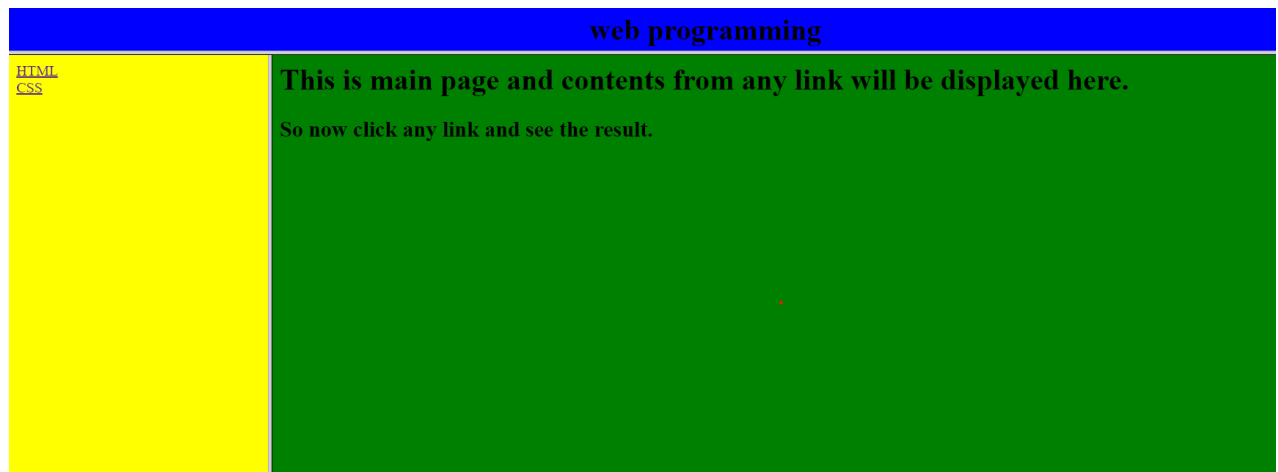 web programming
HTML
CSS
This is main page and contents from any link will be displayed here.
So now click any link and see the result.